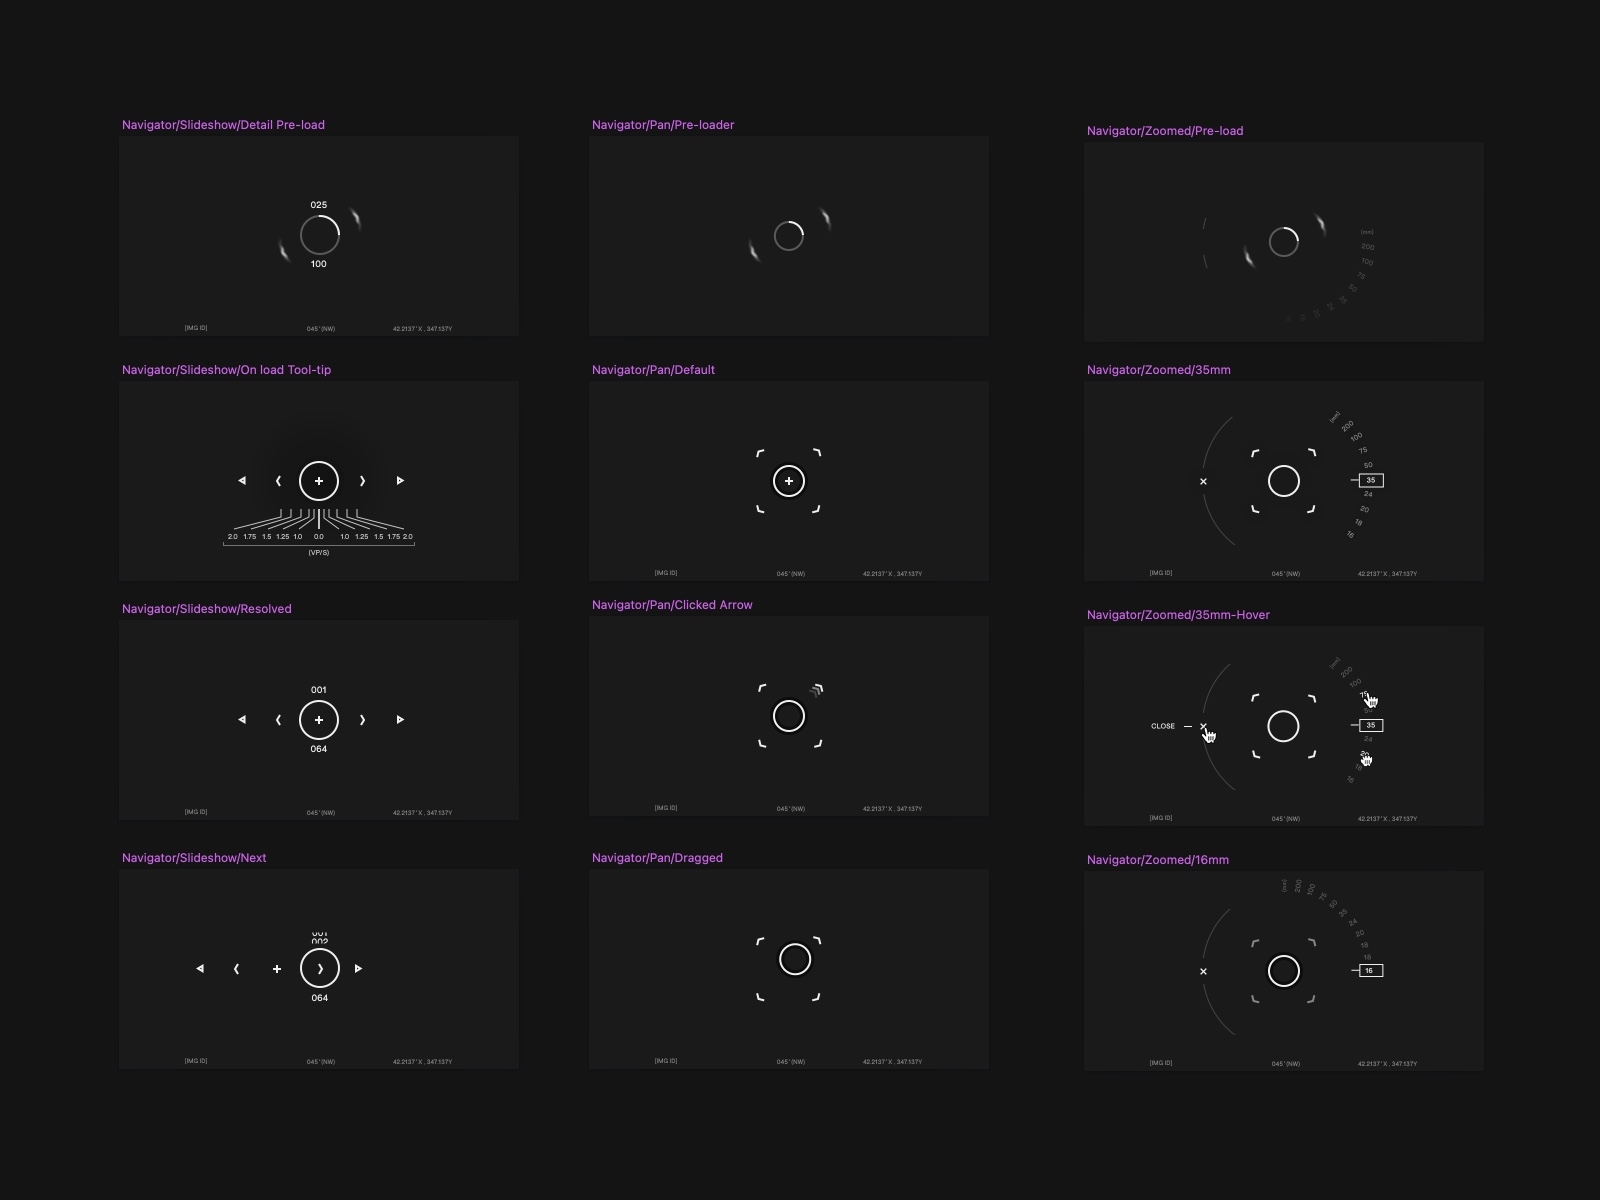 Navigator/Slideshow/Detail Pre-load
025
100
[IMG ID] 045°(NW) 42.2137°X , 347.137Y
Navigator/Slideshow/On load Tool-tip
2.0 1.75 1.5 1.25 1.0 0.0 1.0 1.25 1.5 1.75 2.0
(VP/S)
Navigator/Slideshow/Resolved
001
064
[IMG ID] 045°(NW) 42.2137°X , 347.137Y
Navigator/Slideshow/Next
001
002
064
[IMG ID] 045°(NW) 42.2137°X , 347.137Y
Navigator/Pan/Pre-loader
Navigator/Pan/Default
[IMG ID] 045°(NW) 42.2137°X , 347.137Y
Navigator/Pan/Clicked Arrow
[IMG ID] 045°(NW) 42.2137°X , 347.137Y
Navigator/Pan/Dragged
[IMG ID] 045°(NW) 42.2137°X , 347.137Y
Navigator/Zoomed/Pre-load
(mm)
200
100
75
50
Navigator/Zoomed/35mm
(mm)
200
100
75
50
35
24
20
18
16
[IMG ID] 045°(NW) 42.2137°X , 347.137Y
Navigator/Zoomed/35mm-Hover
(mm)
200
100
75
50
CLOSE
35
24
20
18
16
[IMG ID] 045°(NW) 42.2137°X , 347.137Y
Navigator/Zoomed/16mm
(mm)
200
100
75
50
35
24
20
18
18
16
[IMG ID] 045°(NW) 42.2137°X , 347.137Y